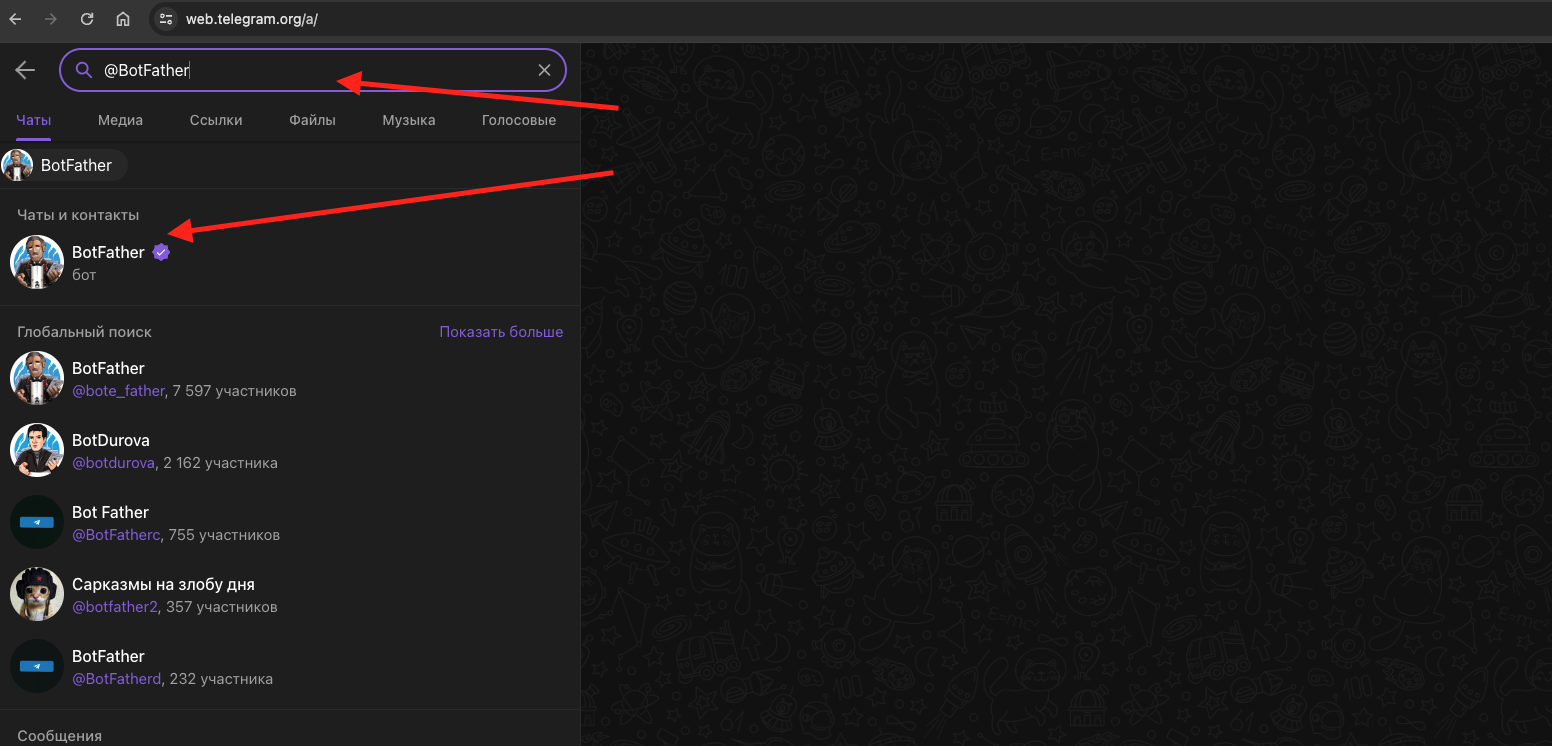 web.telegram.org/a/
@BotFather
Чаты Медиа Ссылки Файлы Музыка Голосовые
BotFather
Чаты и контакты
BotFather
бот
Глобальный поиск Показать больше
BotFather
@bote_father, 7 597 участников
BotDurova
@botdurova, 2 162 участника
Bot Father
@BotFatherc, 755 участников
Сарказмы на злобу дня
@botfather2, 357 участников
BotFather
@BotFatherd, 232 участника
Сообщения